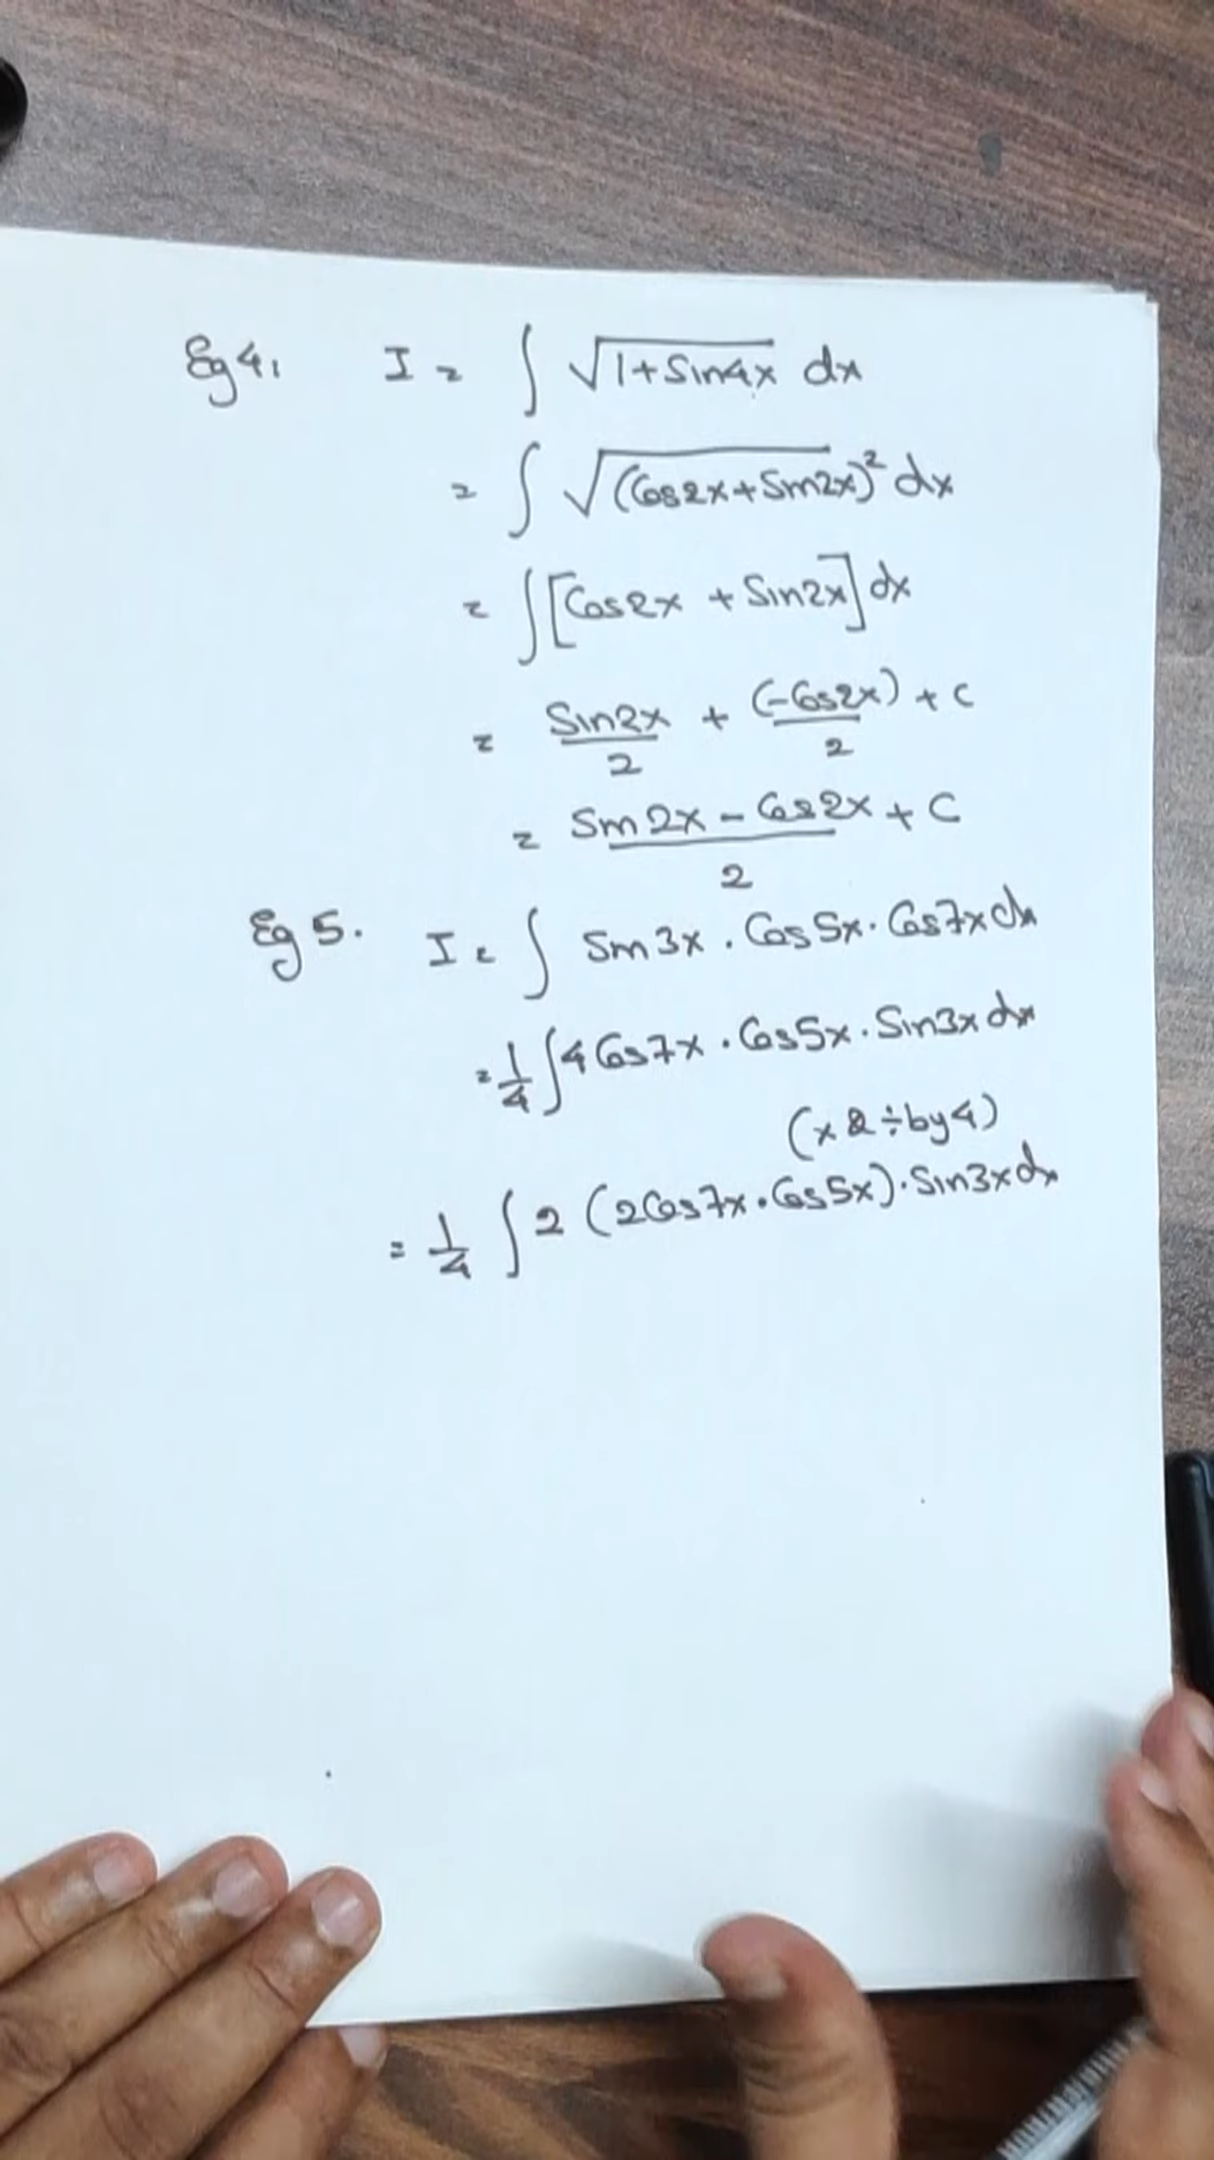 Eg 4. I = ∫ √(1+Sin4x) dx
= ∫ √(Cos2x+Sin2x)² dx
= ∫ [Cos2x + Sin2x] dx
= Sin2x/2 + (-Cos2x)/2 + C
= (Sin2x - Cos2x)/2 + C
Eg 5. I = ∫ Sin3x . Cos5x . Cos7x dx
= 1/4 ∫ 4 Cos7x . Cos5x . Sin3x dx
(x & ÷ by 4)
= 1/4 ∫ 2 (2Cos7x . Cos5x) . Sin3x dx